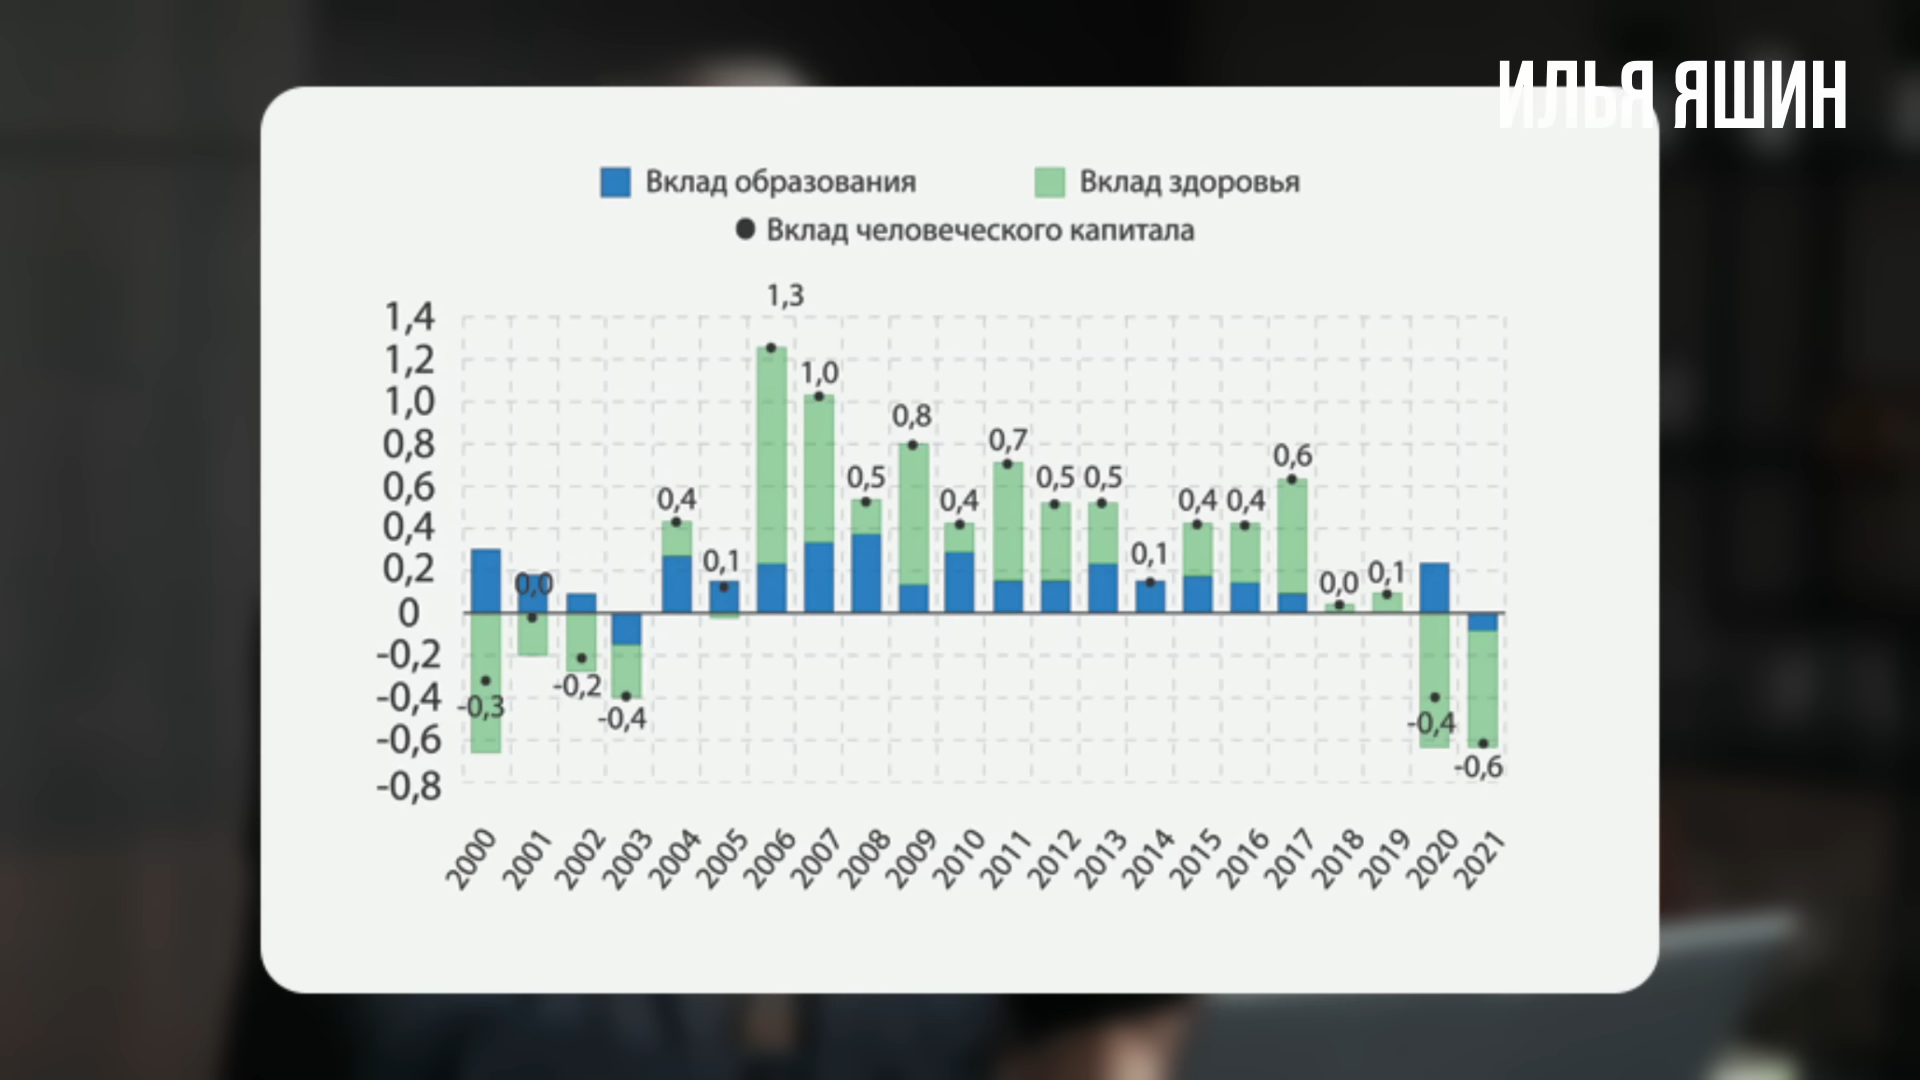 ИЛЬЯ ЯШИН
Вклад образования Вклад здоровья
Вклад человеческого капитала
1,4
1,2
1,0
0,8
0,6
0,4
0,2
0
-0,2
-0,4
-0,6
-0,8
-0,3 0,0 -0,2 -0,4 0,4 0,1 1,3 1,0 0,5 0,8 0,4 0,7 0,5 0,5 0,1 0,4 0,4 0,6 0,0 0,1 -0,4 -0,6
2000 2001 2002 2003 2004 2005 2006 2007 2008 2009 2010 2011 2012 2013 2014 2015 2016 2017 2018 2019 2020 2021